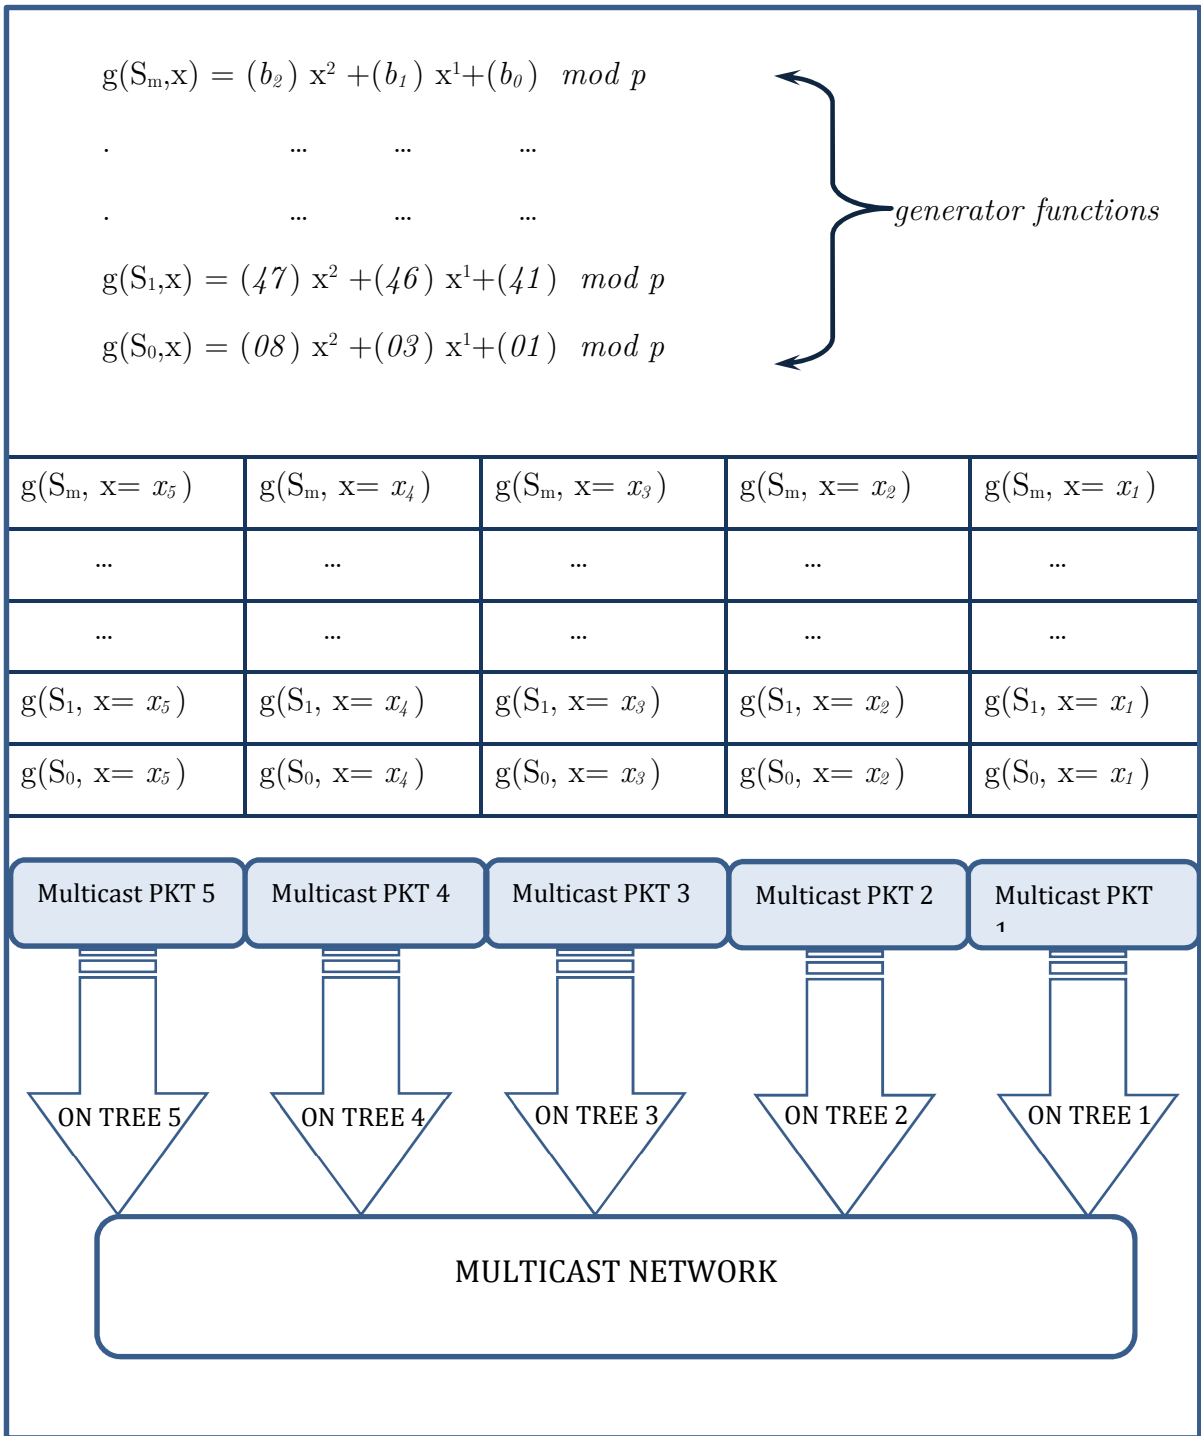 g(Sₘ,x) = (b₂) x² +(b₁) x¹+(b₀) mod p
. ... ... ...
. ... ... ...
generator functions
g(S₁,x) = (47) x² +(46) x¹+(41) mod p
g(S₀,x) = (08) x² +(03) x¹+(01) mod p
g(Sₘ, x= x₅) g(Sₘ, x= x₄) g(Sₘ, x= x₃) g(Sₘ, x= x₂) g(Sₘ, x= x₁)
... ... ... ... ...
... ... ... ... ...
g(S₁, x= x₅) g(S₁, x= x₄) g(S₁, x= x₃) g(S₁, x= x₂) g(S₁, x= x₁)
g(S₀, x= x₅) g(S₀, x= x₄) g(S₀, x= x₃) g(S₀, x= x₂) g(S₀, x= x₁)
Multicast PKT 5 Multicast PKT 4 Multicast PKT 3 Multicast PKT 2 Multicast PKT
1
ON TREE 5 ON TREE 4 ON TREE 3 ON TREE 2 ON TREE 1
MULTICAST NETWORK